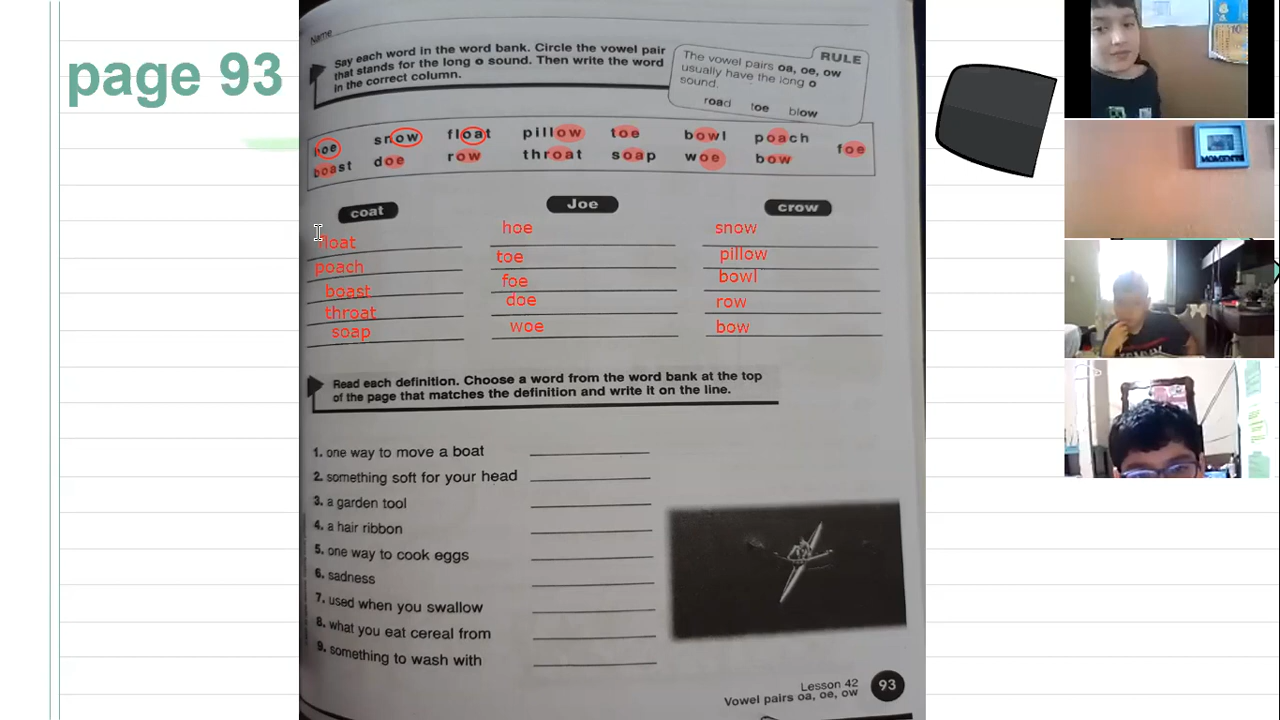 page 93
Name
Say each word in the word bank. Circle the vowel pair
that stands for the long o sound. Then write the word
in the correct column.
RULE
The vowel pairs oa, oe, ow
usually have the long o
sound.
road toe blow
hoe snow float pillow toe bowl poach foe
boast doe row throat soap woe bow
coat Joe crow
float hoe snow
poach toe pillow
boast foe bowl
throat doe row
soap woe bow
Read each definition. Choose a word from the word bank at the top
of the page that matches the definition and write it on the line.
1. one way to move a boat
2. something soft for your head
3. a garden tool
4. a hair ribbon
5. one way to cook eggs
6. sadness
7. used when you swallow
8. what you eat cereal from
9. something to wash with
Lesson 42
Vowel pairs oa, oe, ow
93